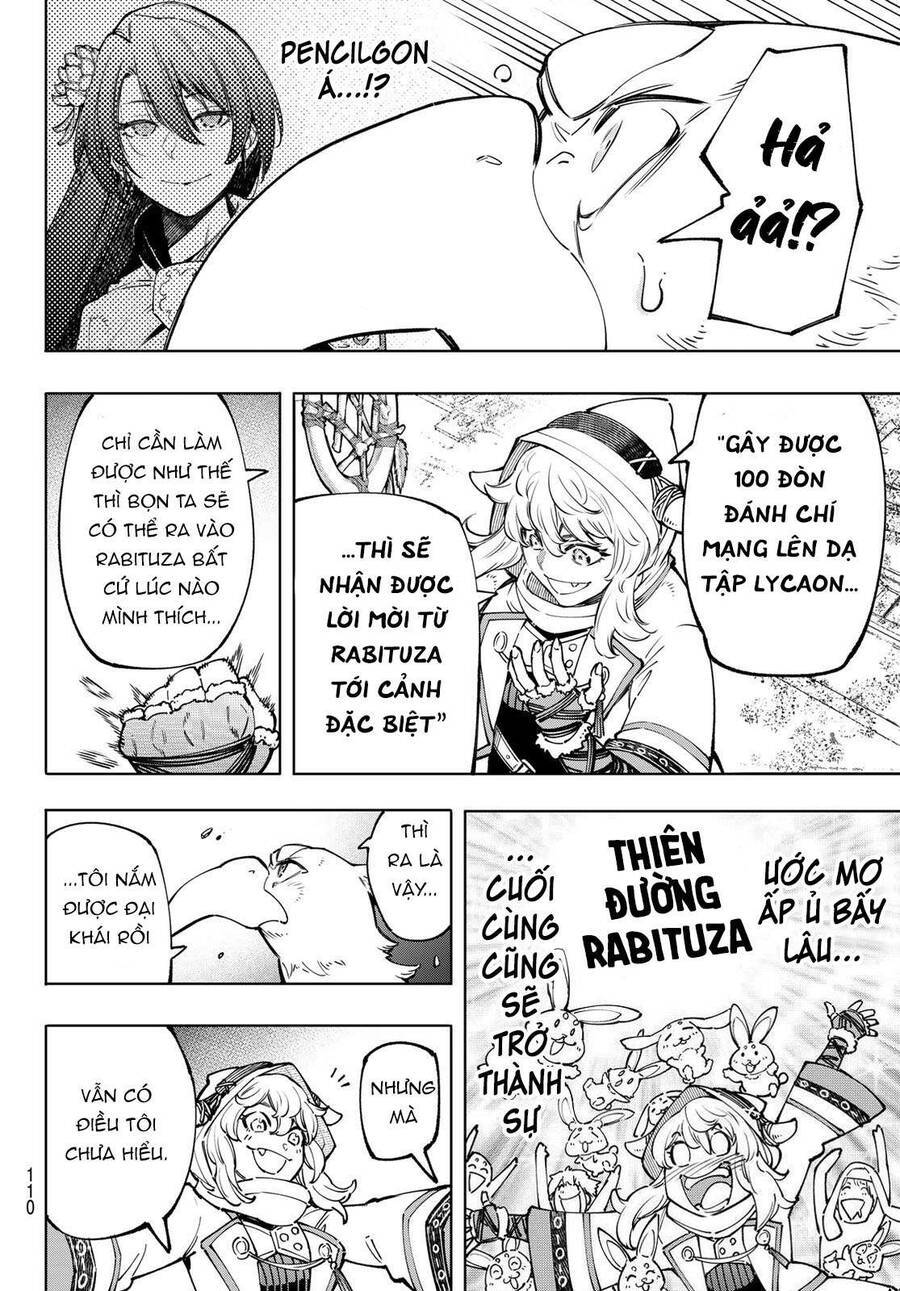 Hả
ảả!?
PENCILGON
Á...!?
"GÂY ĐƯỢC
100 ĐÒN
ĐÁNH CHÍ
MẠNG LÊN DẠ
TẬP LYCAON...
...THÌ SẼ
NHẬN ĐƯỢC
LỜI MỜI TỪ
RABITUZA
TỚI CẢNH
ĐẶC BIỆT”
CHỈ CẦN LÀM
ĐƯỢC NHƯ THẾ
THÌ BỌN TA SẼ
CÓ THỂ RA VÀO
RABITUZA BẤT
CỨ LÚC NÀO
MÌNH THÍCH...
ƯỚC MƠ
ẤP Ủ BẤY
LÂU...
THIÊN
ĐƯỜNG
RABITUZA
...
CUỐI
CÙNG
CŨNG
SẼ
TRỞ
THÀNH
SỰ
THÌ
RA LÀ
VẬY...
...TÔI NẮM
ĐƯỢC ĐẠI
KHÁI RỒI
NHƯNG
MÀ
VẪN CÓ
ĐIỀU TÔI
CHƯA HIỂU.
110